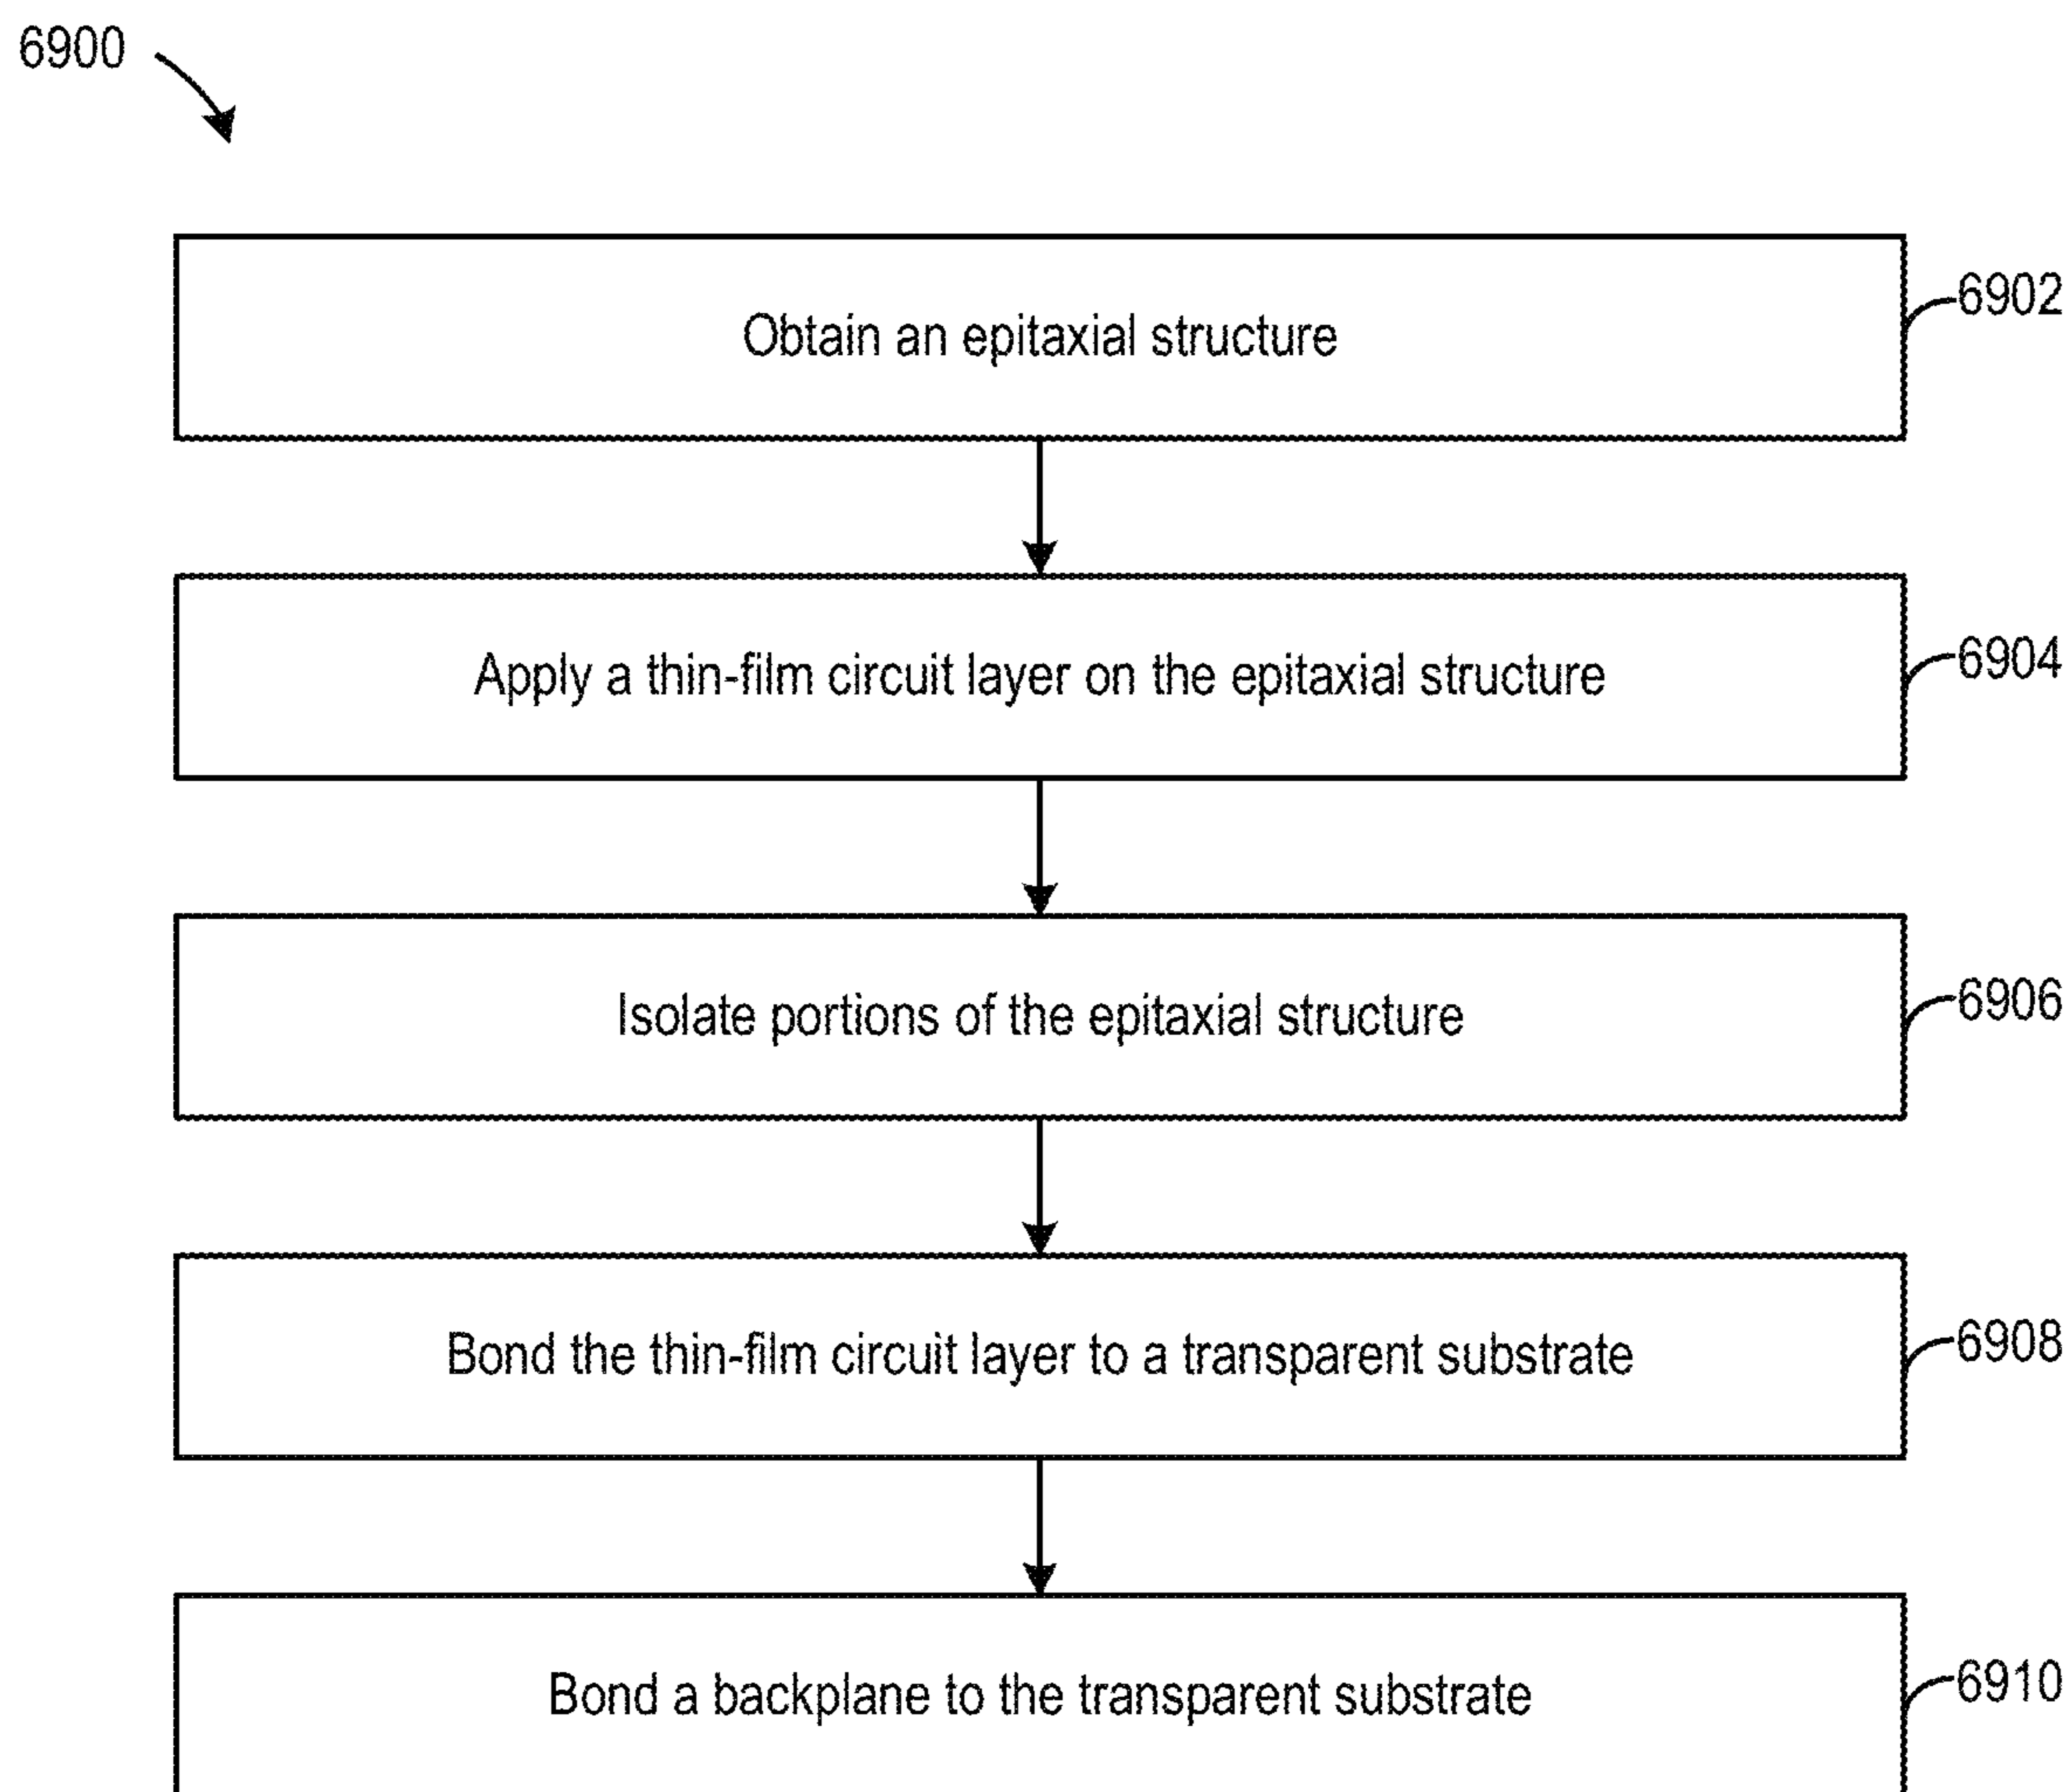 6900
Obtain an epitaxial structure
6902
Apply a thin-film circuit layer on the epitaxial structure
6904
Isolate portions of the epitaxial structure
6906
Bond the thin-film circuit layer to a transparent substrate
6908
Bond a backplane to the transparent substrate
6910